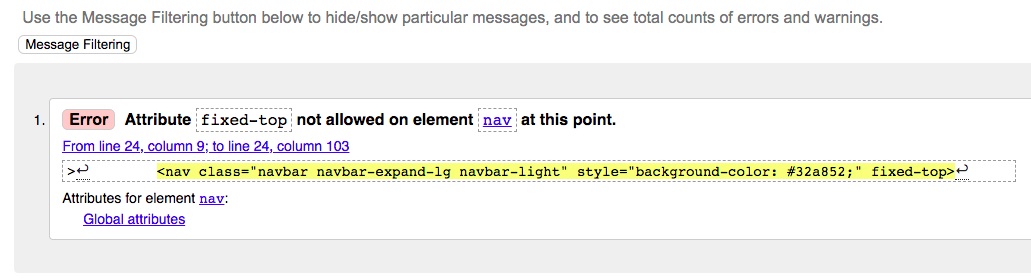 Use the Message Filtering button below to hide/show particular messages, and to see total counts of errors and warnings.
Message Filtering
1. Error Attribute fixed-top not allowed on element nav at this point.
From line 24, column 9; to line 24, column 103
>↩ <nav class="navbar navbar-expand-lg navbar-light" style="background-color: #32a852;" fixed-top>↩
Attributes for element nav:
Global attributes